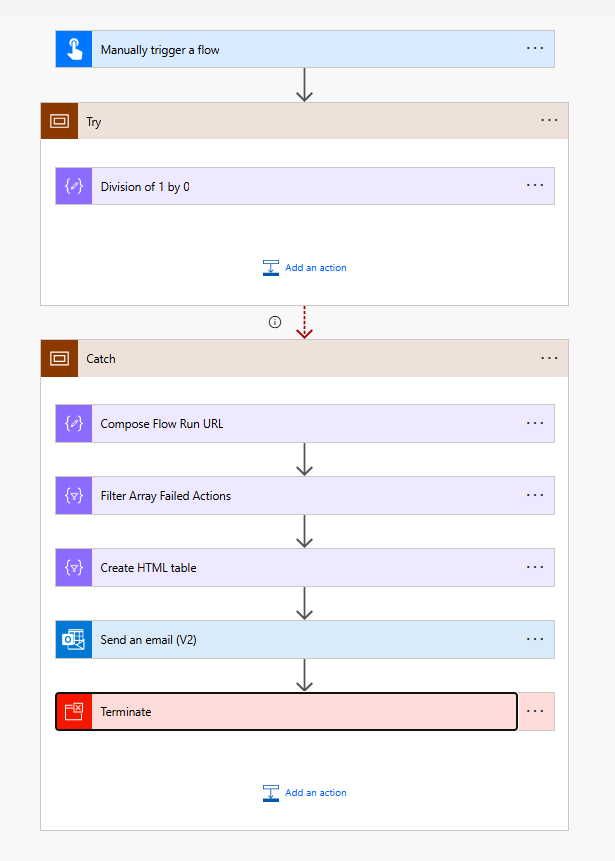 Manually trigger a flow
Try
Division of 1 by 0
Add an action
Catch
Compose Flow Run URL
Filter Array Failed Actions
Create HTML table
Send an email (V2)
Terminate
Add an action